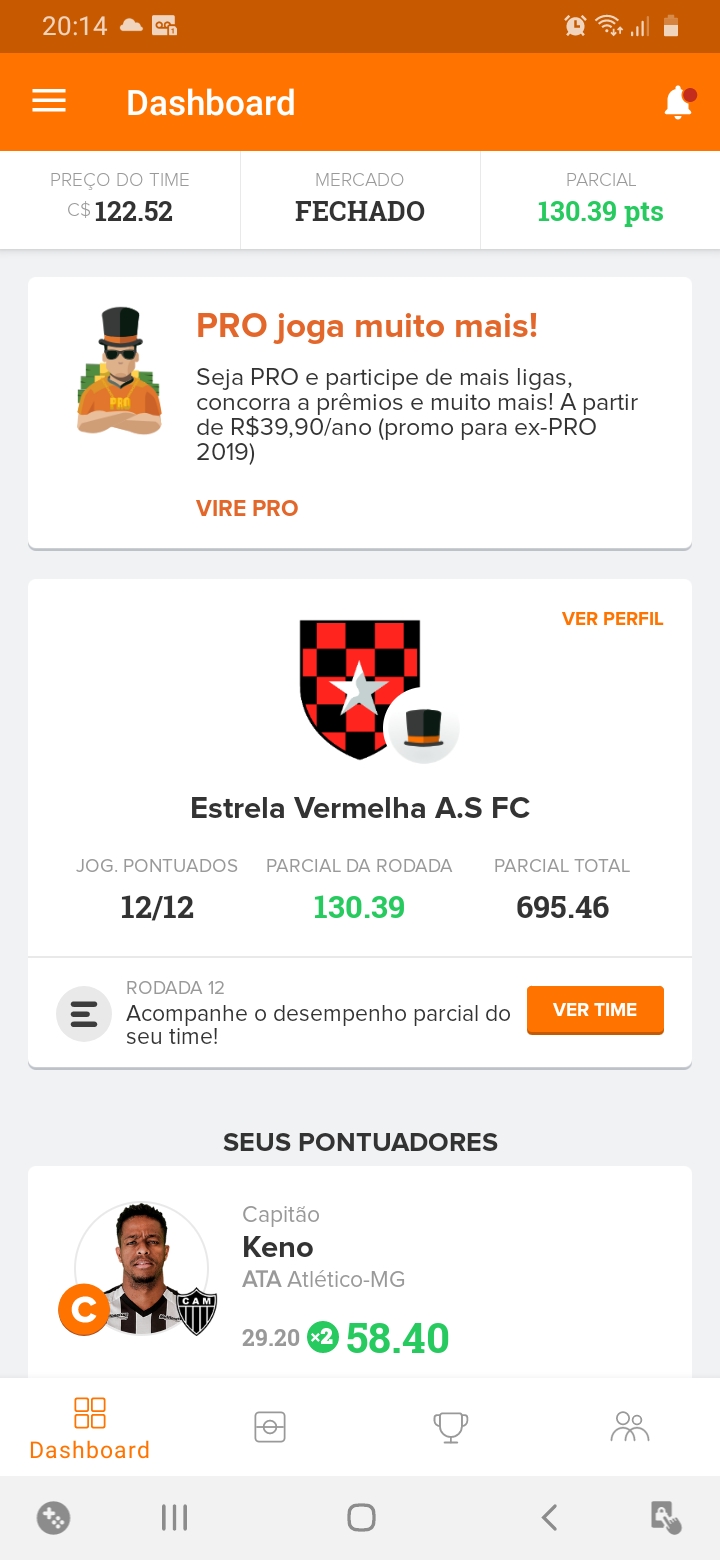 20:14
Dashboard
PREÇO DO TIME
C$ 122.52
MERCADO
FECHADO
PARCIAL
130.39 pts
PRO joga muito mais!
Seja PRO e participe de mais ligas,
concorra a prêmios e muito mais! A partir
de R$39,90/ano (promo para ex-PRO
2019)
VIRE PRO
PRO
VER PERFIL
Estrela Vermelha A.S FC
JOG. PONTUADOS
12/12
PARCIAL DA RODADA
130.39
PARCIAL TOTAL
695.46
RODADA 12
Acompanhe o desempenho parcial do
seu time!
VER TIME
SEUS PONTUADORES
Capitão
Keno
ATA Atlético-MG
C
CAM
29.20 x2 58.40
Dashboard